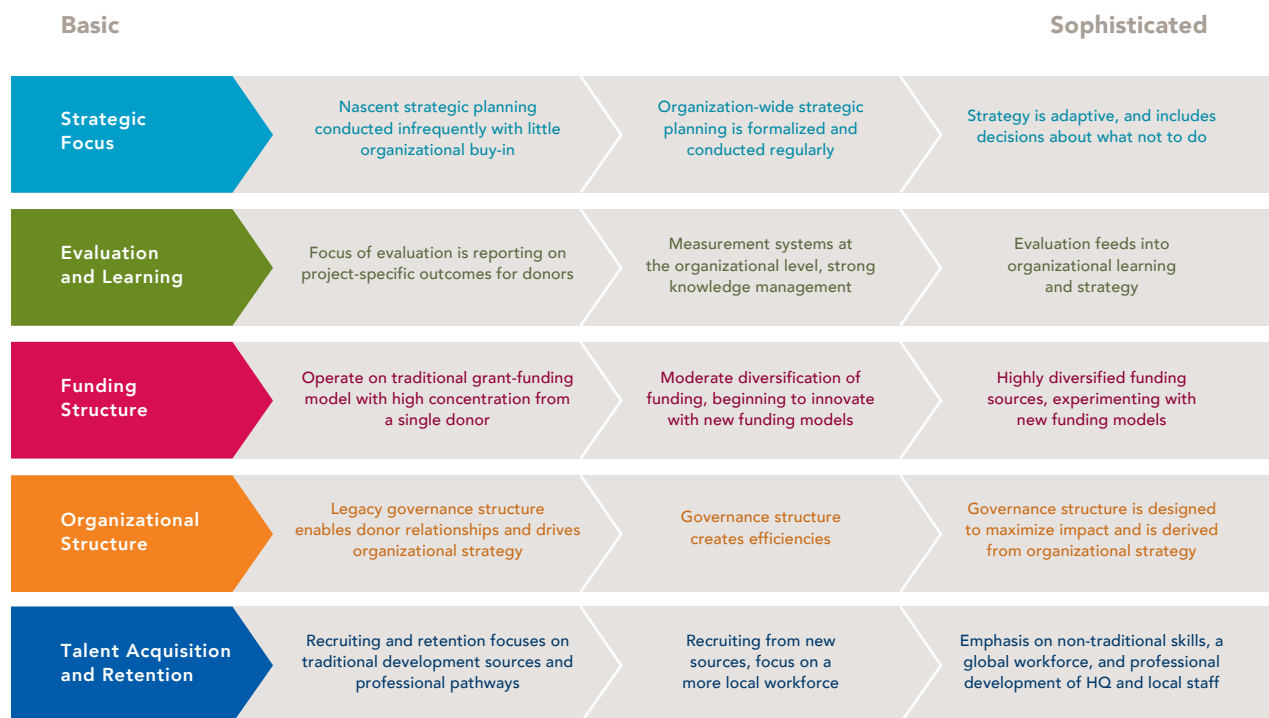 Basic
Sophisticated
Strategic
Focus
Nascent strategic planning
conducted infrequently with little
organizational buy-in
Organization-wide strategic
planning is formalized and
conducted regularly
Strategy is adaptive, and includes
decisions about what not to do
Evaluation
and Learning
Focus of evaluation is reporting on
project-specific outcomes for donors
Measurement systems at
the organizational level, strong
knowledge management
Evaluation feeds into
organizational learning
and strategy
Funding
Structure
Operate on traditional grant-funding
model with high concentration from
a single donor
Moderate diversification of
funding, beginning to innovate
with new funding models
Highly diversified funding
sources, experimenting with
new funding models
Organizational
Structure
Legacy governance structure
enables donor relationships and drives
organizational strategy
Governance structure
creates efficiencies
Governance structure is designed
to maximize impact and is derived
from organizational strategy
Talent Acquisition
and Retention
Recruiting and retention focuses on
traditional development sources and
professional pathways
Recruiting from new
sources, focus on a
more local workforce
Emphasis on non-traditional skills, a
global workforce, and professional
development of HQ and local staff